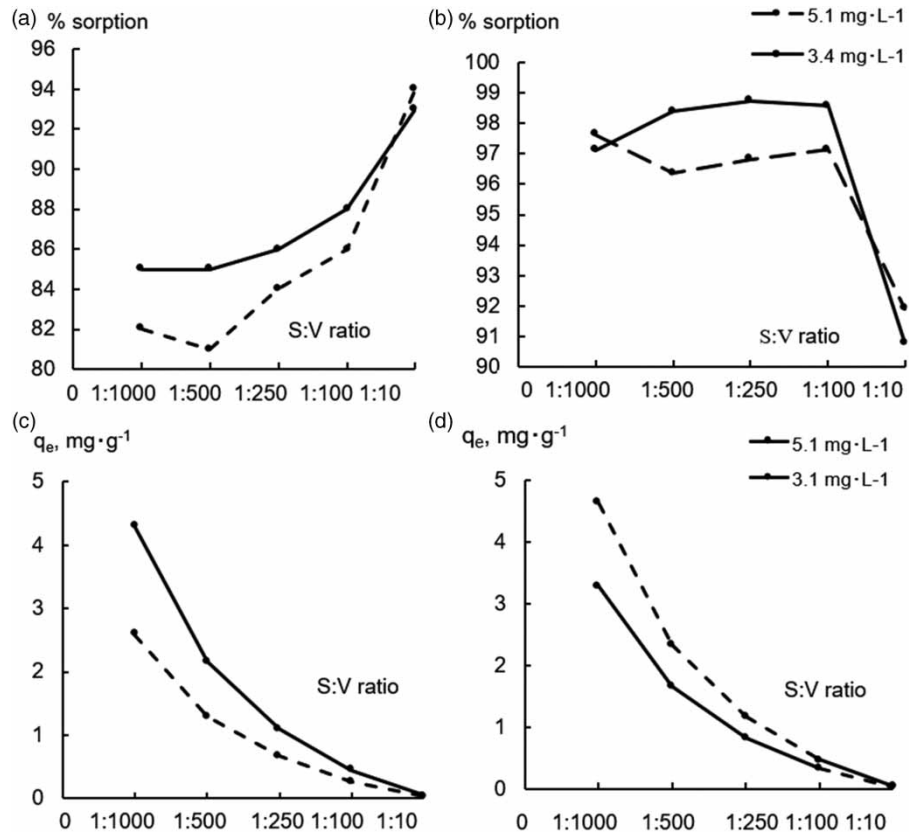 (a) % sorption
96
94
92
90
88
86
84
82
80
S:V ratio
0 1:1000 1:500 1:250 1:100 1:10
(b) % sorption
5.1 mg·L-1
3.4 mg·L-1
100
99
98
97
96
95
94
93
92
91
90
S:V ratio
0 1:1000 1:500 1:250 1:100 1:10
(c) qe, mg·g-1
5
4
3
2
1
0
S:V ratio
0 1:1000 1:500 1:250 1:100 1:10
(d) qe, mg·g-1
5.1 mg·L-1
3.1 mg·L-1
5
4
3
2
1
0
S:V ratio
0 1:1000 1:500 1:250 1:100 1:10